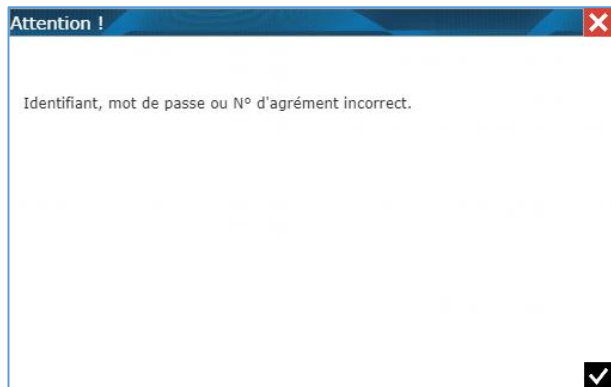 Attention !
Identifiant, mot de passe ou N° d'agrément incorrect.